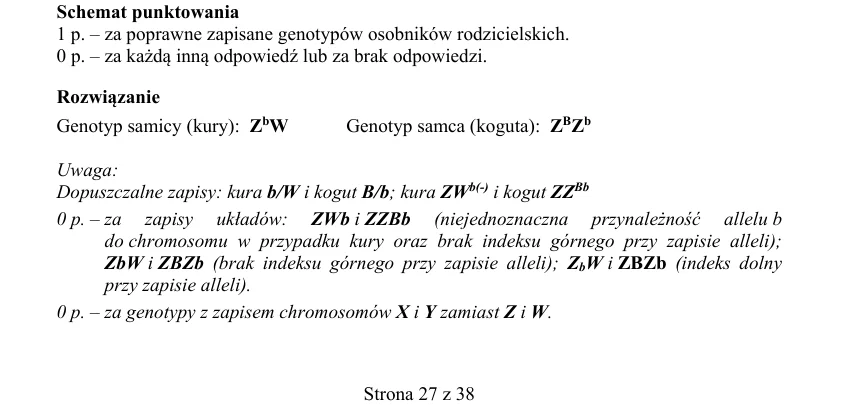 Schemat punktowania
1 p. – za poprawne zapisane genotypów osobników rodzicielskich.
0 p. – za każdą inną odpowiedź lub za brak odpowiedzi.
Rozwiązanie
Genotyp samicy (kury): ZᵇW Genotyp samca (koguta): ZᴮZᵇ
Uwaga:
Dopuszczalne zapisy: kura b/W i kogut B/b; kura ZWᵇ⁽⁻⁾ i kogut ZZᴮᵇ
0 p. – za zapisy układów: ZWb i ZZBb (niejednoznaczna przynależność allelu b
do chromosomu w przypadku kury oraz brak indeksu górnego przy zapisie alleli);
ZbW i ZBZb (brak indeksu górnego przy zapisie alleli); Z_bW i ZBZb (indeks dolny
przy zapisie alleli).
0 p. – za genotypy z zapisem chromosomów X i Y zamiast Z i W.
Strona 27 z 38